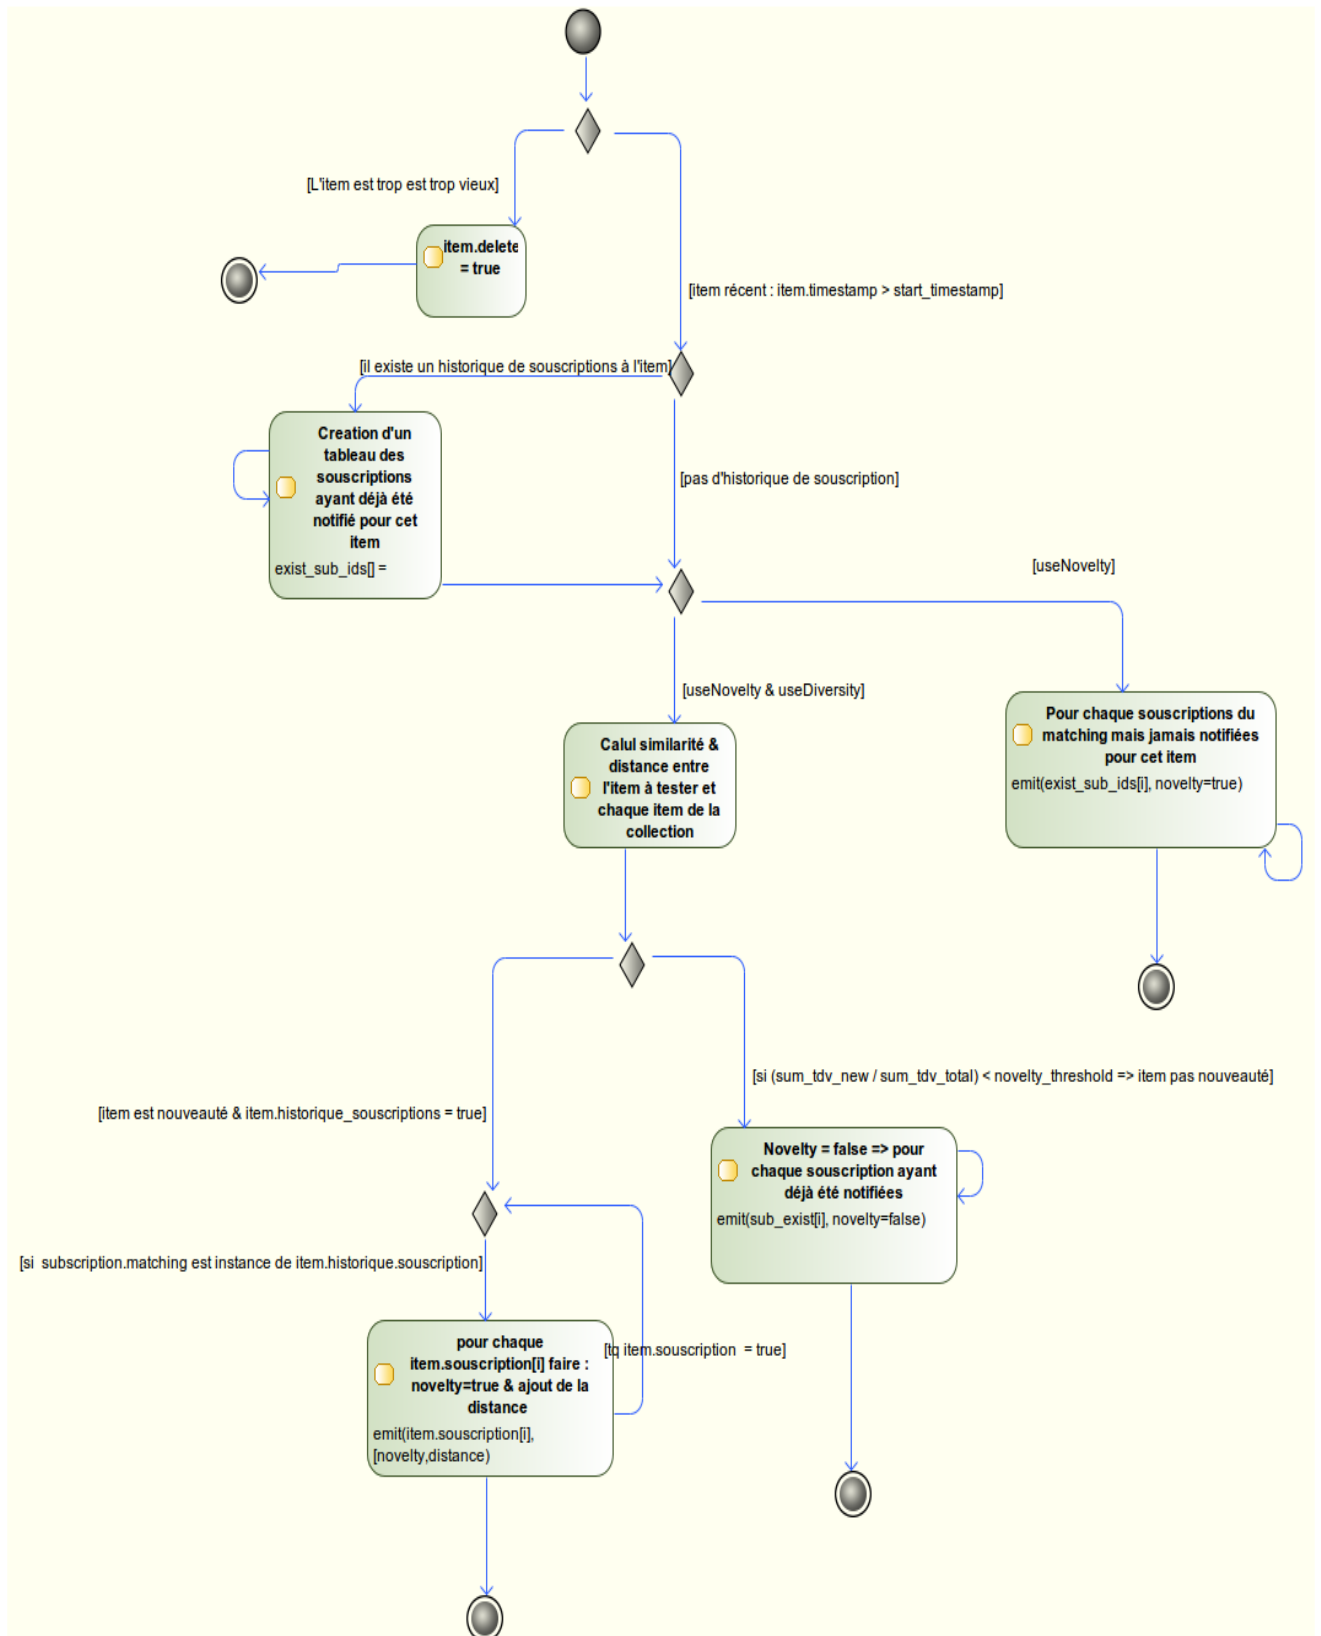 [L'item est trop est trop vieux]
item.delete
= true
[item récent : item.timestamp > start_timestamp]
[il existe un historique de souscriptions à l'item]
Creation d'un
tableau des
souscriptions
ayant déjà été
notifié pour cet
item
exist_sub_ids[] =
[pas d'historique de souscription]
[useNovelty]
[useNovelty & useDiversity]
Pour chaque souscriptions du
matching mais jamais notifiées
pour cet item
emit(exist_sub_ids[i], novelty=true)
Calul similarité &
distance entre
l'item à tester et
chaque item de la
collection
[si (sum_tdv_new / sum_tdv_total) < novelty_threshold => item pas nouveauté]
[item est nouveauté & item.historique_souscriptions = true]
Novelty = false => pour
chaque souscription ayant
déjà été notifiées
emit(sub_exist[i], novelty=false)
[si  subscription.matching est instance de item.historique.souscription]
pour chaque
item.souscription[i] faire :
novelty=true & ajout de la
distance
emit(item.souscription[i],
[novelty,distance)
[tq item.souscription  = true]